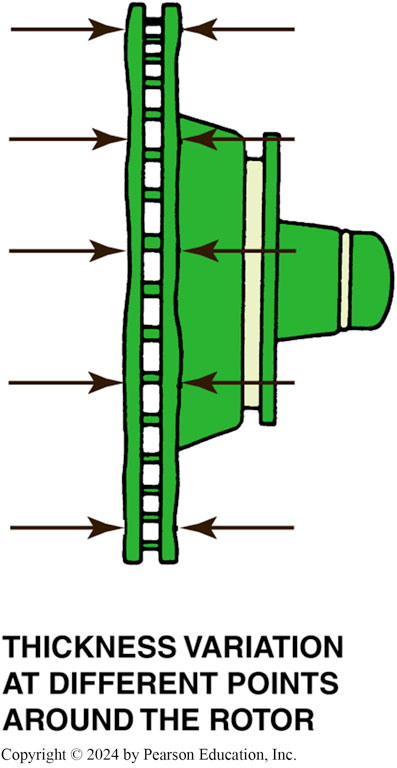 THICKNESS VARIATION
AT DIFFERENT POINTS
AROUND THE ROTOR
Copyright © 2024 by Pearson Education, Inc.